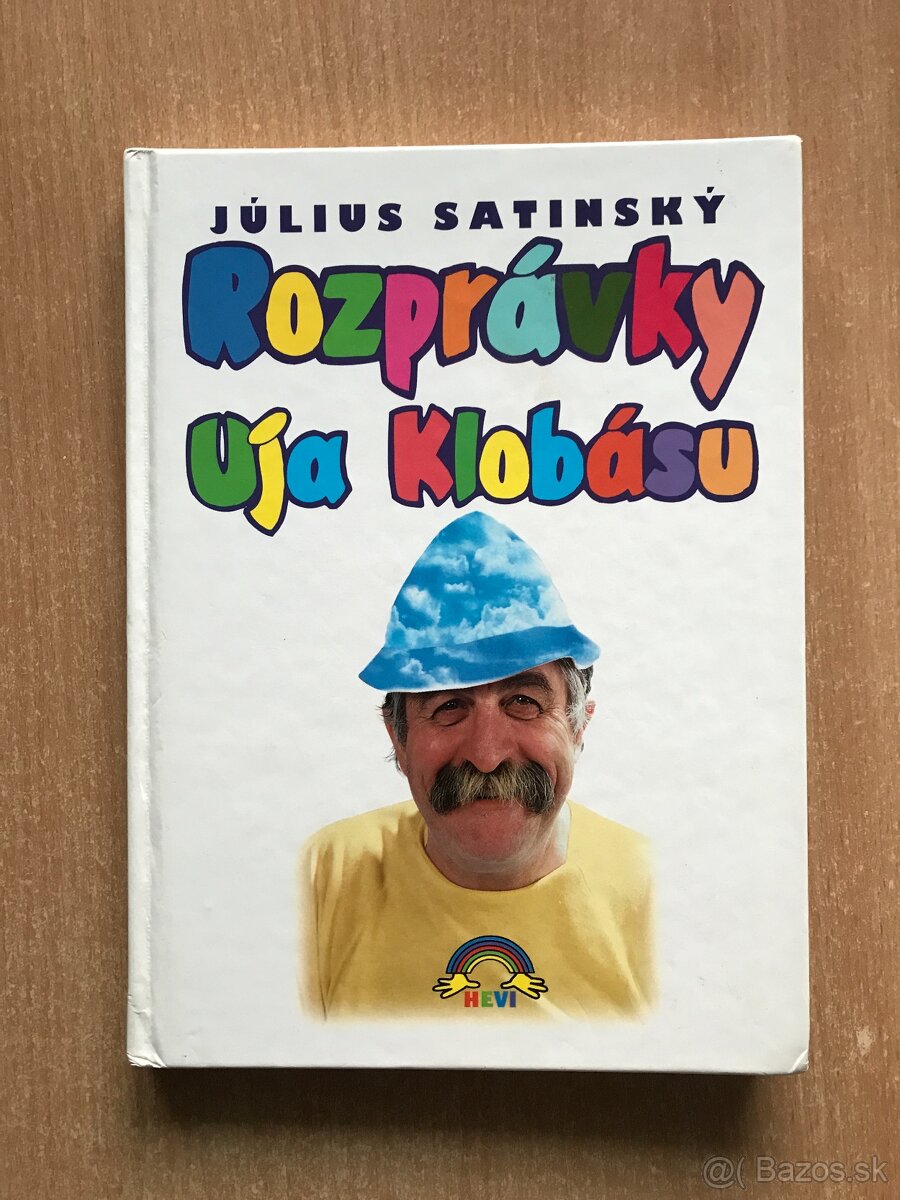 JÚLIUS SATINSKÝ
Rozprávky
Uja Klobásu
HEVI
@( Bazos.sk